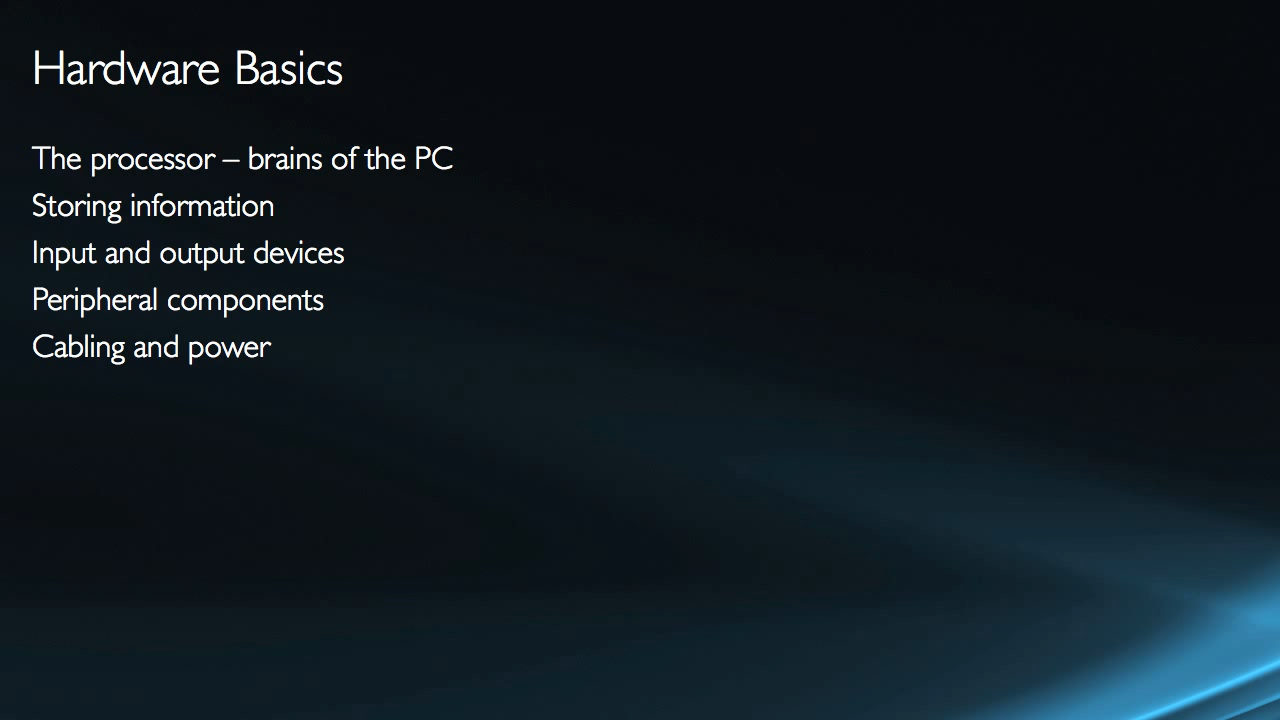 Hardware Basics
The processor – brains of the PC
Storing information
Input and output devices
Peripheral components
Cabling and power